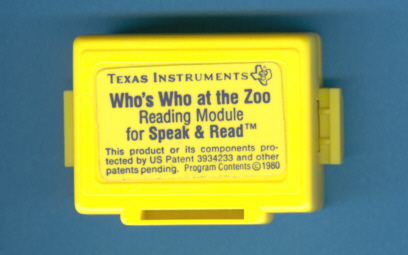 TEXAS INSTRUMENTS
Who's Who at the Zoo
Reading Module
for Speak & Read™
This product or its components pro-
tected by US Patent 3934233 and other
patents pending. Program Contents ©1980